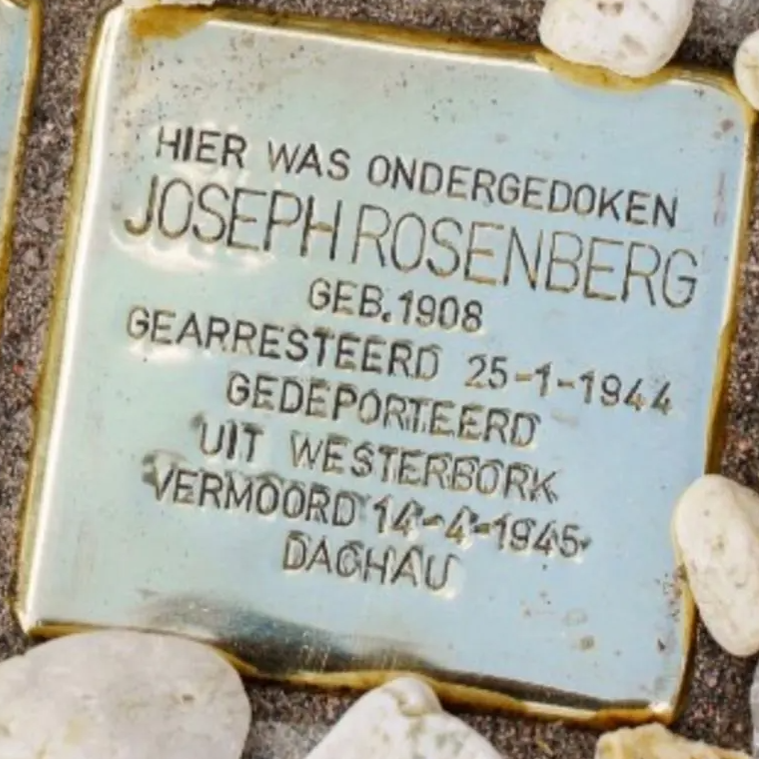 HIER WAS ONDERGEDOKEN
JOSEPH ROSENBERG
GEB. 1908
GEARRESTEERD 25-1-1944
GEDEPORTEERD
UIT WESTERBORK
VERMOORD 14-4-1945
DACHAU